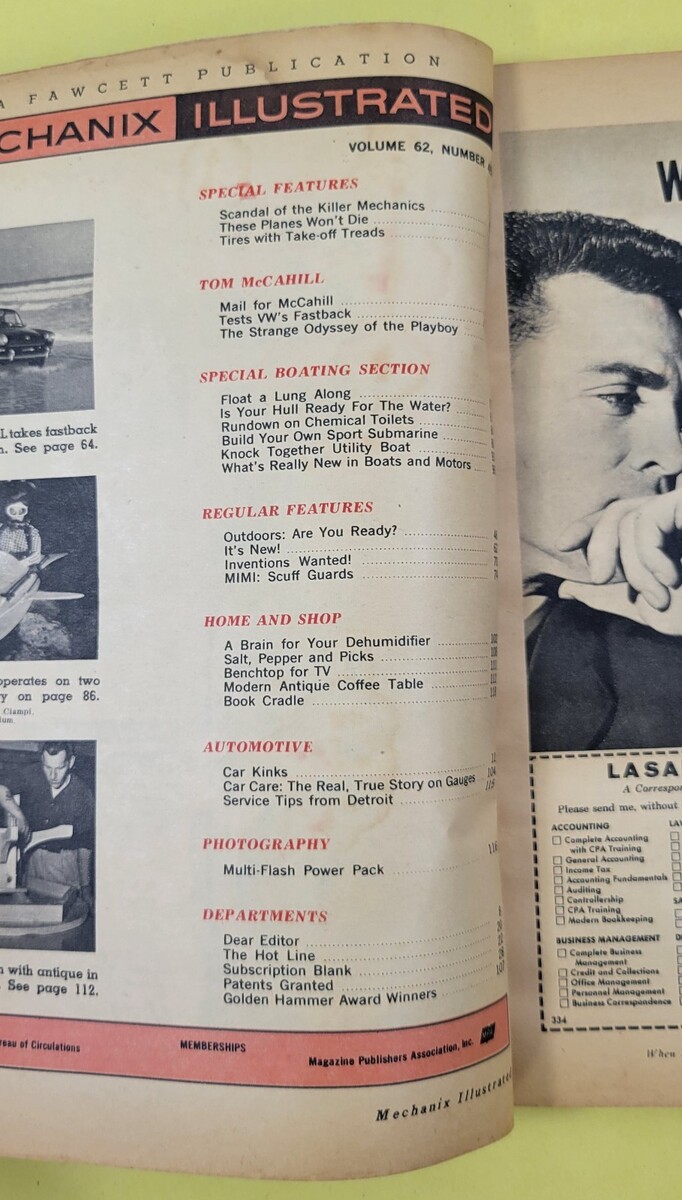 A FAWCETT PUBLICATION
CHANIX ILLUSTRATED
VOLUME 62, NUMBER
SPECIAL FEATURES
Scandal of the Killer Mechanics
These Planes Won't Die
Tires with Take-off Treads
TOM McCAHILL
Mail for McCahill
Tests VW's Fastback
The Strange Odyssey of the Playboy
SPECIAL BOATING SECTION
Float a Lung Along
Is Your Hull Ready For The Water?
Rundown on Chemical Toilets
Build Your Own Sport Submarine
Knock Together Utility Boat
What's Really New in Boats and Motors
REGULAR FEATURES
Outdoors: Are You Ready?
It's New!
Inventions Wanted!
MIMI: Scuff Guards
HOME AND SHOP
A Brain for Your Dehumidifier
Salt, Pepper and Picks
Benchtop for TV
Modern Antique Coffee Table
Book Cradle
AUTOMOTIVE
Car Kinks
Car Care: The Real, True Story on Gauges 104
Service Tips from Detroit
PHOTOGRAPHY
Multi-Flash Power Pack 116
DEPARTMENTS
Dear Editor
The Hot Line
Subscription Blank
Patents Granted
Golden Hammer Award Winners 107
L takes fastback
See page 64.
operates on two
on page 86.
Ciampi,
with antique in
See page 112.
of Circulations
MEMBERSHIPS
Magazine Publishers Association, Inc.
Mechanix Illustrated
W
LASA
A Correspo
Please send me, without
ACCOUNTING
Complete Accounting
with CPA Training
General Accounting
Income Tax
Accounting Fundamentals
Auditing
Controllership
CPA Training
Modern Bookkeeping
BUSINESS MANAGEMENT
Complete Business
Management
Credit and Collections
Office Management
Personnel Management
Business Correspondence
334
When